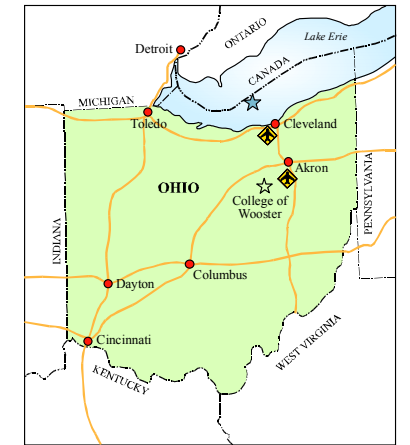 ONTARIO
Lake Erie
Detroit
CANADA
MICHIGAN
Toledo
Cleveland
Akron
OHIO
College of
Wooster
PENNSYLVANIA
INDIANA
Columbus
Dayton
Cincinnati
WEST VIRGINIA
KENTUCKY